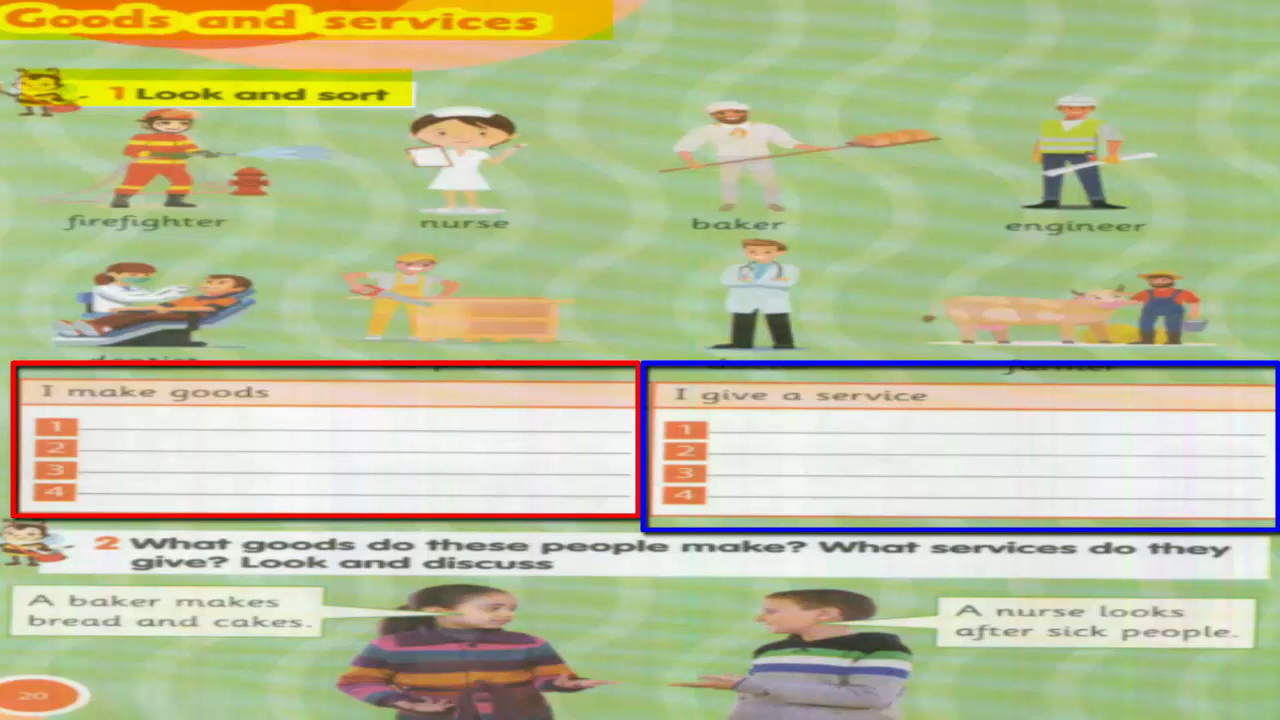 Goods and services
1 Look and sort
firefighter
nurse
baker
engineer
dentist
farmer
I make goods
1
2
3
4
I give a service
1
2
3
4
2 What goods do these people make? What services do they
give? Look and discuss
A baker makes
bread and cakes.
A nurse looks
after sick people.
20